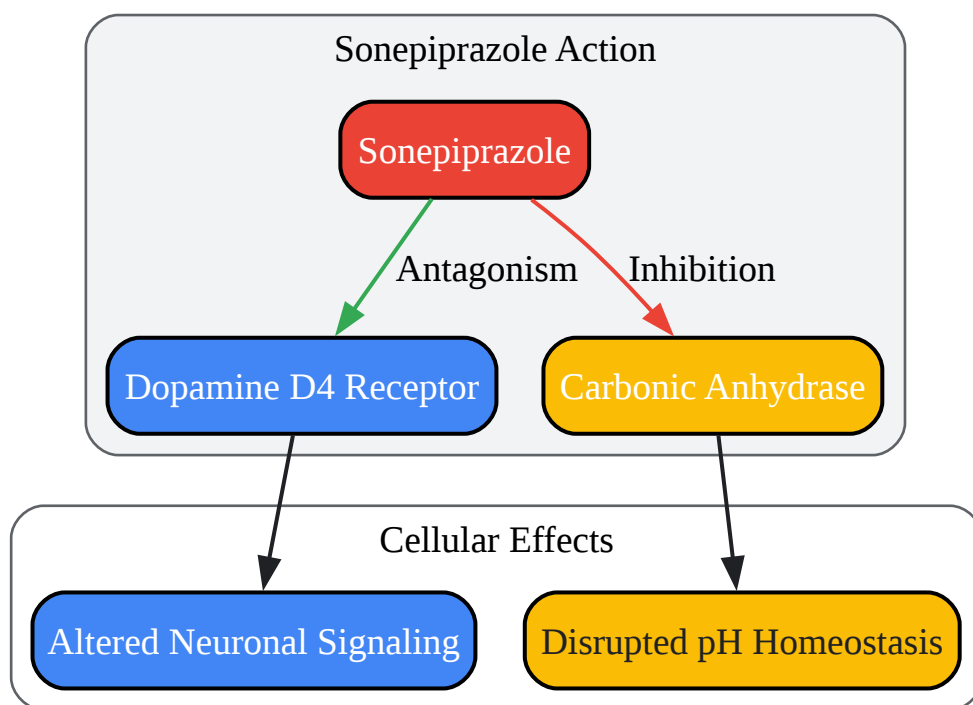 Sonepiprazole Action
Sonepiprazole
Antagonism
Inhibition
Dopamine D4 Receptor
Carbonic Anhydrase
Cellular Effects
Altered Neuronal Signaling
Disrupted pH Homeostasis